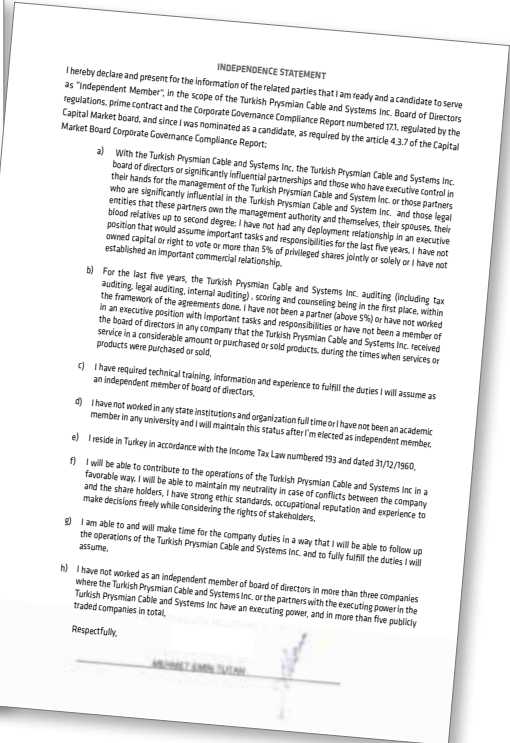 INDEPENDENCE STATEMENT
I hereby declare and present for the information of the related parties that I am ready and a candidate to serve
as "Independent Member", in the scope of the Turkish Prysmian Cable and Systems Inc. Board of Directors
regulations, prime contract and the Corporate Governance Compliance Report numbered 17.1, regulated by the
Capital Market board, and since I was nominated as a candidate, as required by the article 4.3.7 of the Capital
Market Board Corporate Governance Compliance Report;
a) With the Turkish Prysmian Cable and Systems Inc, the Turkish Prysmian Cable and Systems Inc.
board of directors or significantly influential partnerships and those who have executive control in
their hands for the management of the Turkish Prysmian Cable and System Inc. or those partners
who are significantly influential in the Turkish Prysmian Cable and System Inc. and those legal
entities that these partners own the management authority and themselves, their spouses, their
blood relatives up to second degree; I have not had any deployment relationship in an executive
position that would assume important tasks and responsibilities for the last five years, I have not
owned capital or right to vote or more than 5% of privileged shares jointly or solely or I have not
established an important commercial relationship,
b) For the last five years, the Turkish Prysmian Cable and Systems Inc. auditing (including tax
auditing, legal auditing, internal auditing) , scoring and counseling being in the first place, within
the framework of the agreements done, I have not been a partner (above 5%) or have not worked
in an executive position with important tasks and responsibilities or have not been a member of
the board of directors in any company that the Turkish Prysmian Cable and Systems Inc. received
service in a considerable amount or purchased or sold products, during the times when services or
products were purchased or sold,
c) I have required technical training, information and experience to fulfill the duties I will assume as
an independent member of board of directors,
d) I have not worked in any state institutions and organization full time or I have not been an academic
member in any university and I will maintain this status after I'm elected as independent member,
e) I reside in Turkey in accordance with the Income Tax Law numbered 193 and dated 31/12/1960,
f) I will be able to contribute to the operations of the Turkish Prysmian Cable and Systems Inc in a
favorable way, I will be able to maintain my neutrality in case of conflicts between the company
and the share holders, I have strong ethic standards, occupational reputation and experience to
make decisions freely while considering the rights of stakeholders,
g) I am able to and will make time for the company duties in a way that I will be able to follow up
the operations of the Turkish Prysmian Cable and Systems Inc. and to fully fulfill the duties I will
assume,
h) I have not worked as an independent member of board of directors in more than three companies
where the Turkish Prysmian Cable and Systems Inc. or the partners with the executing power in the
Turkish Prysmian Cable and Systems Inc have an executing power, and in more than five publicly
traded companies in total,
Respectfully,
MEHMET EMIN TUTAN